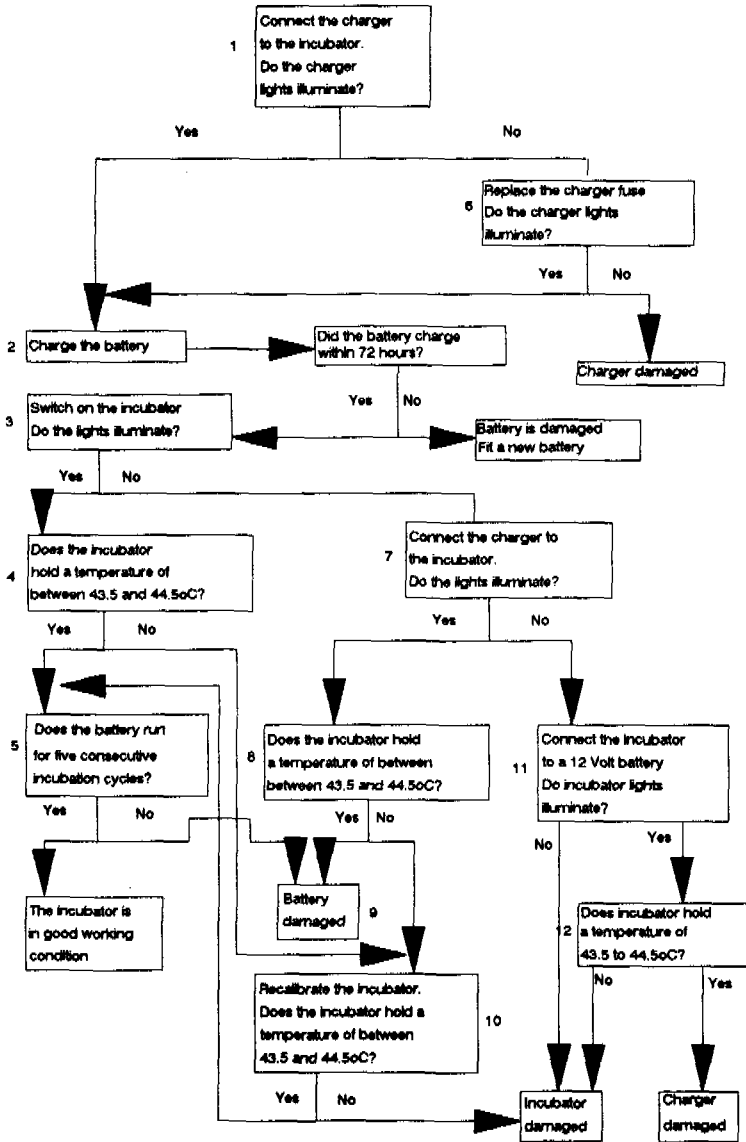 1
Connect the charger
to the incubator.
Do the charger
lights illuminate?
Yes
No
6
Replace the charger fuse
Do the charger lights
illuminate?
Yes
No
2
Charge the battery
Did the battery charge
within 72 hours?
Charger damaged
Yes
No
3
Switch on the incubator
Do the lights illuminate?
Battery is damaged
Fit a new battery
Yes
No
4
Does the incubator
hold a temperature of
between 43.5 and 44.5oC?
7
Connect the charger to
the incubator.
Do the lights illuminate?
Yes
No
Yes
No
5
Does the battery run
for five consecutive
incubation cycles?
8
Does the incubator hold
a temperature of between
between 43.5 and 44.5oC?
11
Connect the incubator
to a 12 Volt battery
Do incubator lights
illuminate?
Yes
No
Yes
No
No
Yes
The incubator is
in good working
condition
Battery
damaged
9
12
Does incubator hold
a temperature of
43.5 to 44.5oC?
No
Yes
Recalibrate the incubator.
Does the incubator hold a
temperature of between
43.5 and 44.5oC?
10
Yes
No
Incubator
damaged
Charger
damaged